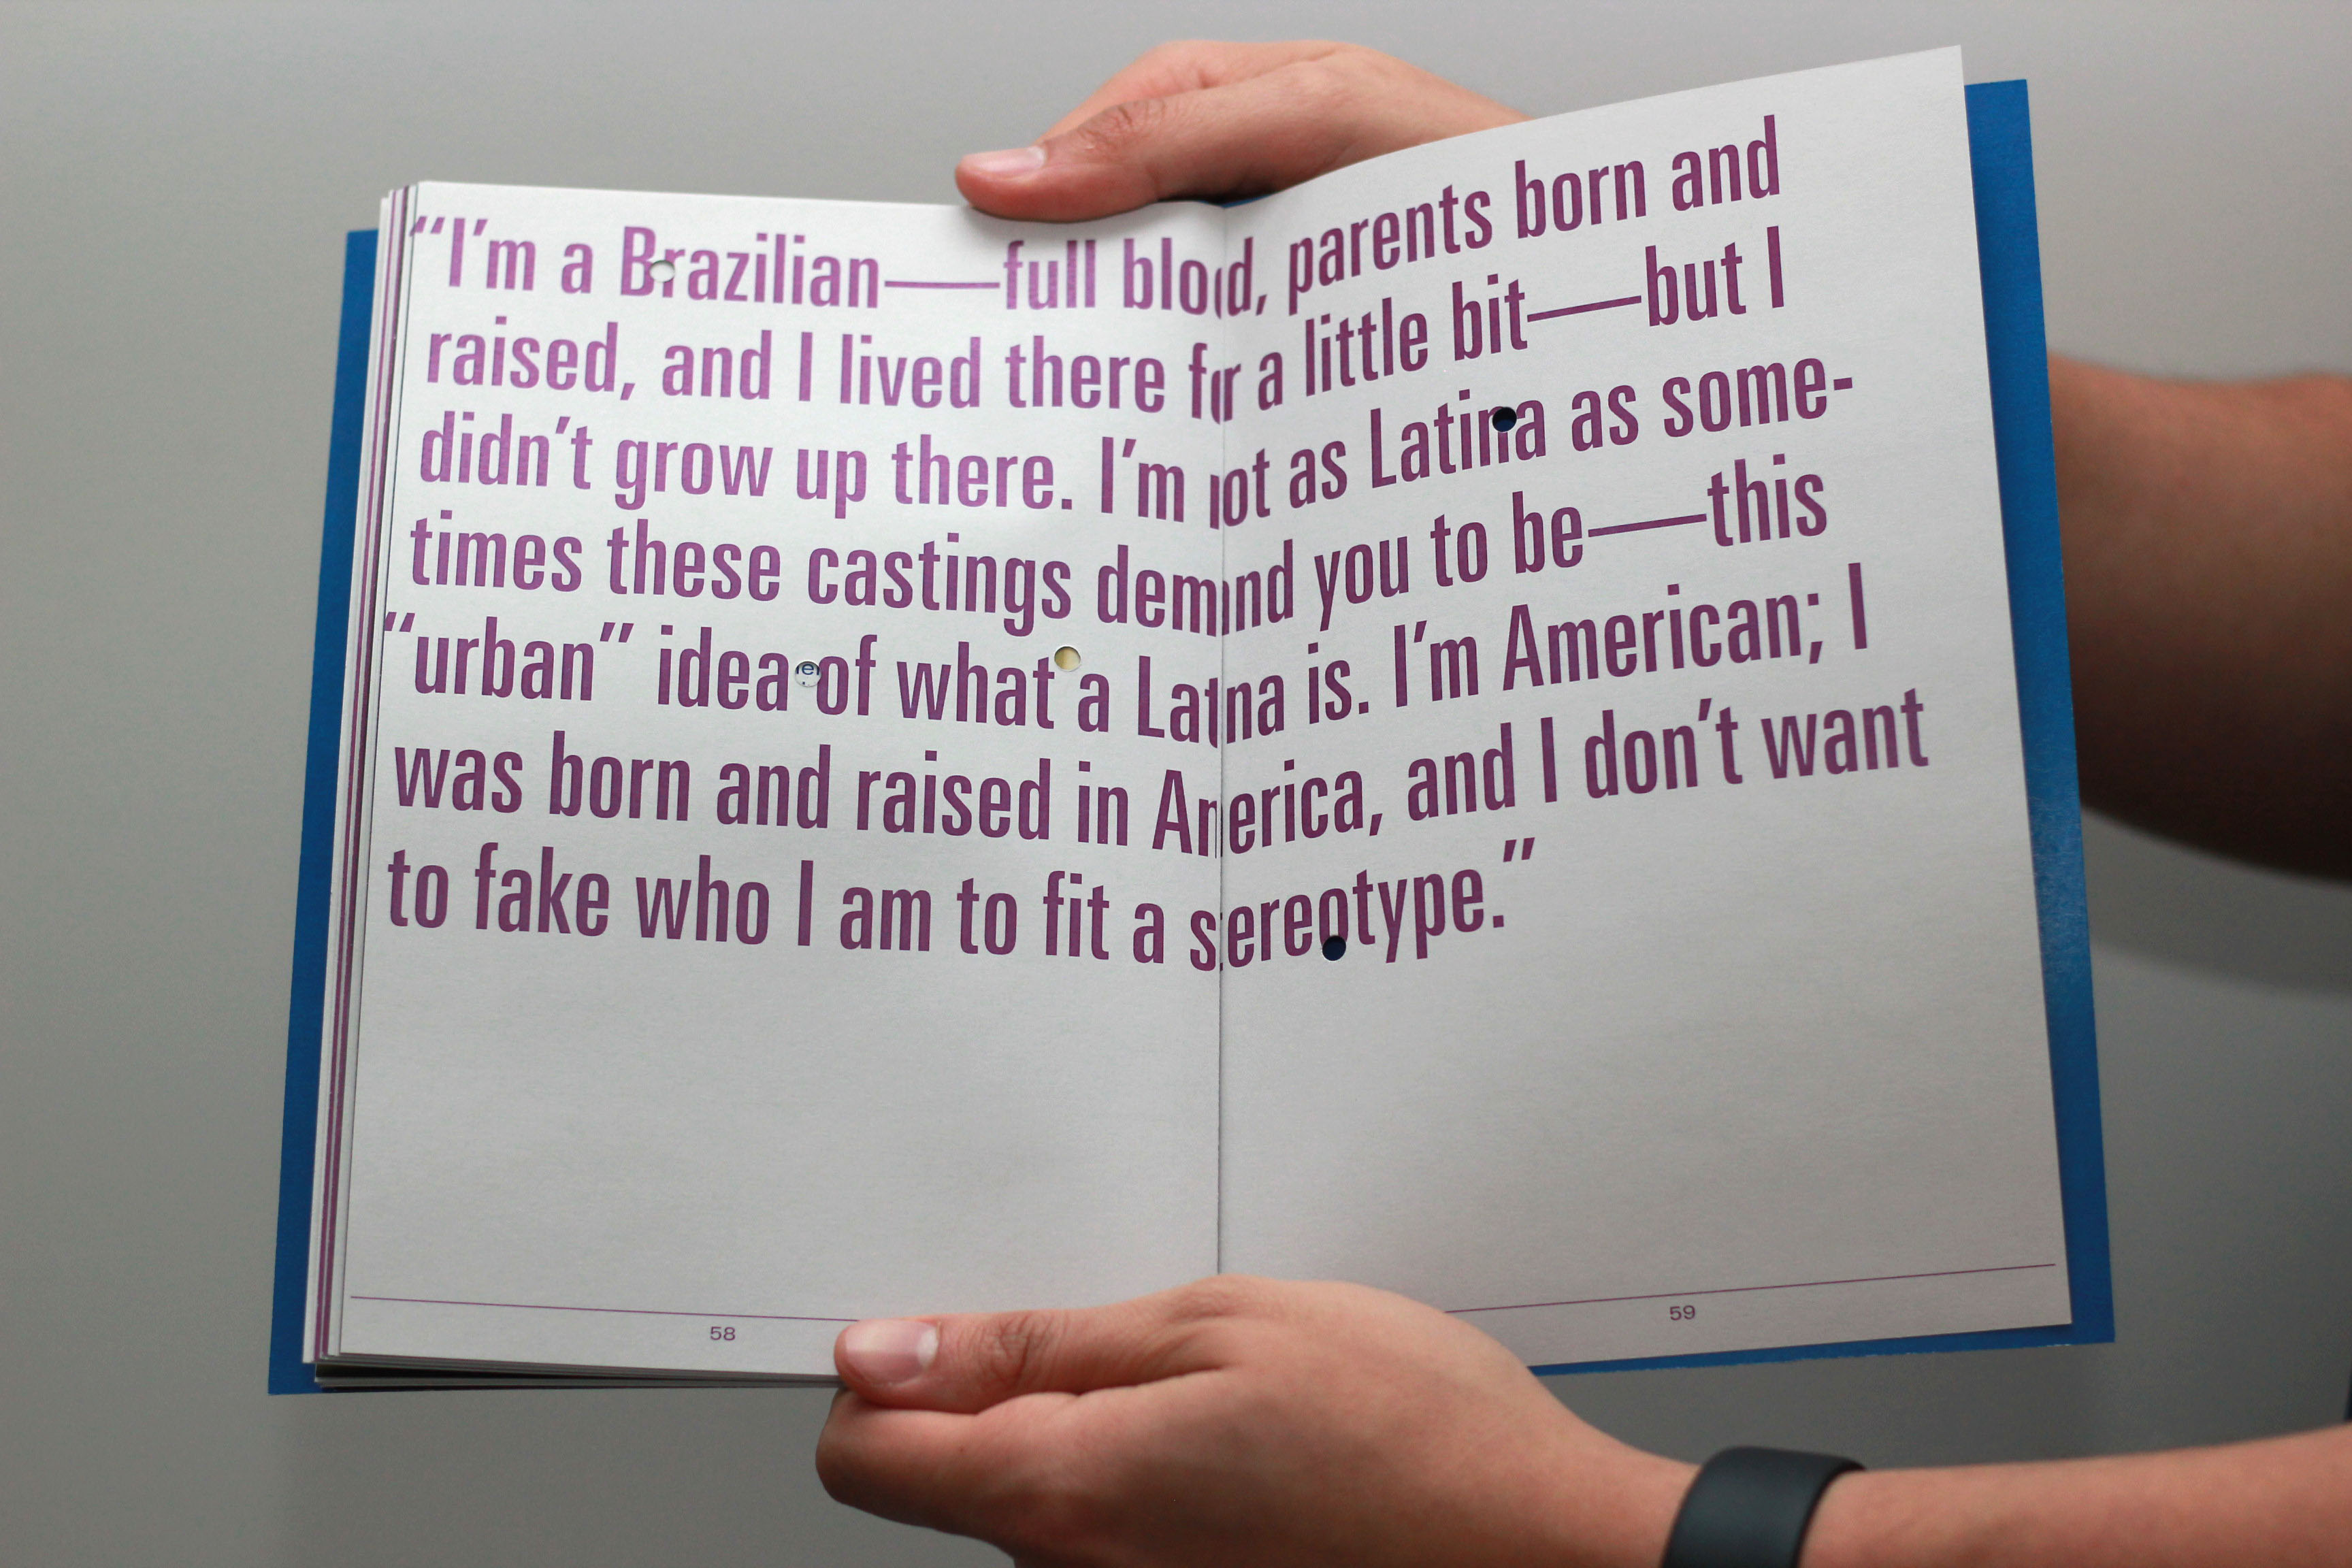 “I’m a Brazilian——full blood, parents born and
raised, and I lived there for a little bit——but I
didn’t grow up there. I’m not as Latina as some-
times these castings demand you to be——this
“urban” idea of what a Latina is. I’m American; I
was born and raised in America, and I don’t want
to fake who I am to fit a stereotype.”
58
59